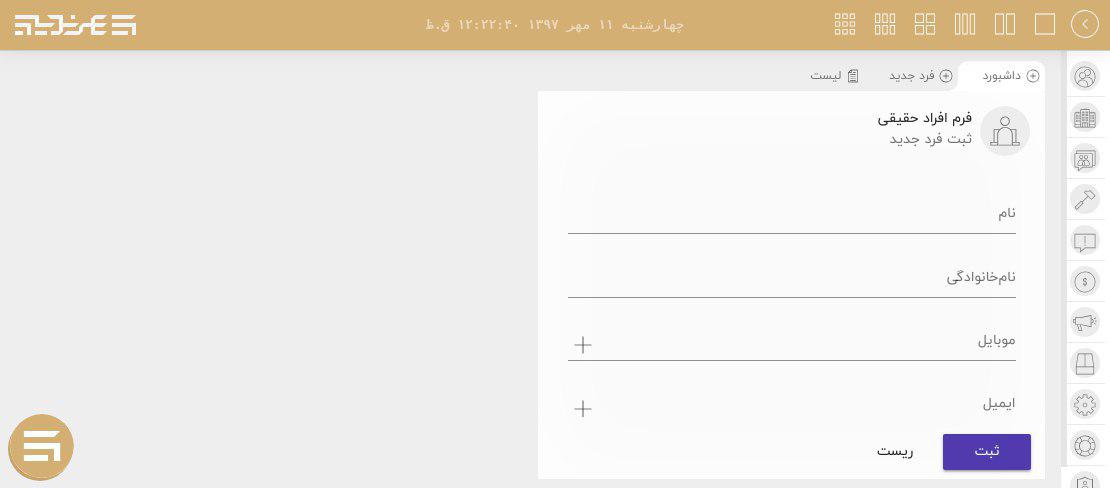 چهارشنبه ۱۱ مهر ۱۳۹۷ ۱۲:۲۲:۴۰ ق.ظ
داشبورد
فرد جدید
لیست
فرم افراد حقیقی
ثبت فرد جدید
نام
نام‌خانوادگی
موبایل
ایمیل
ثبت
ریست